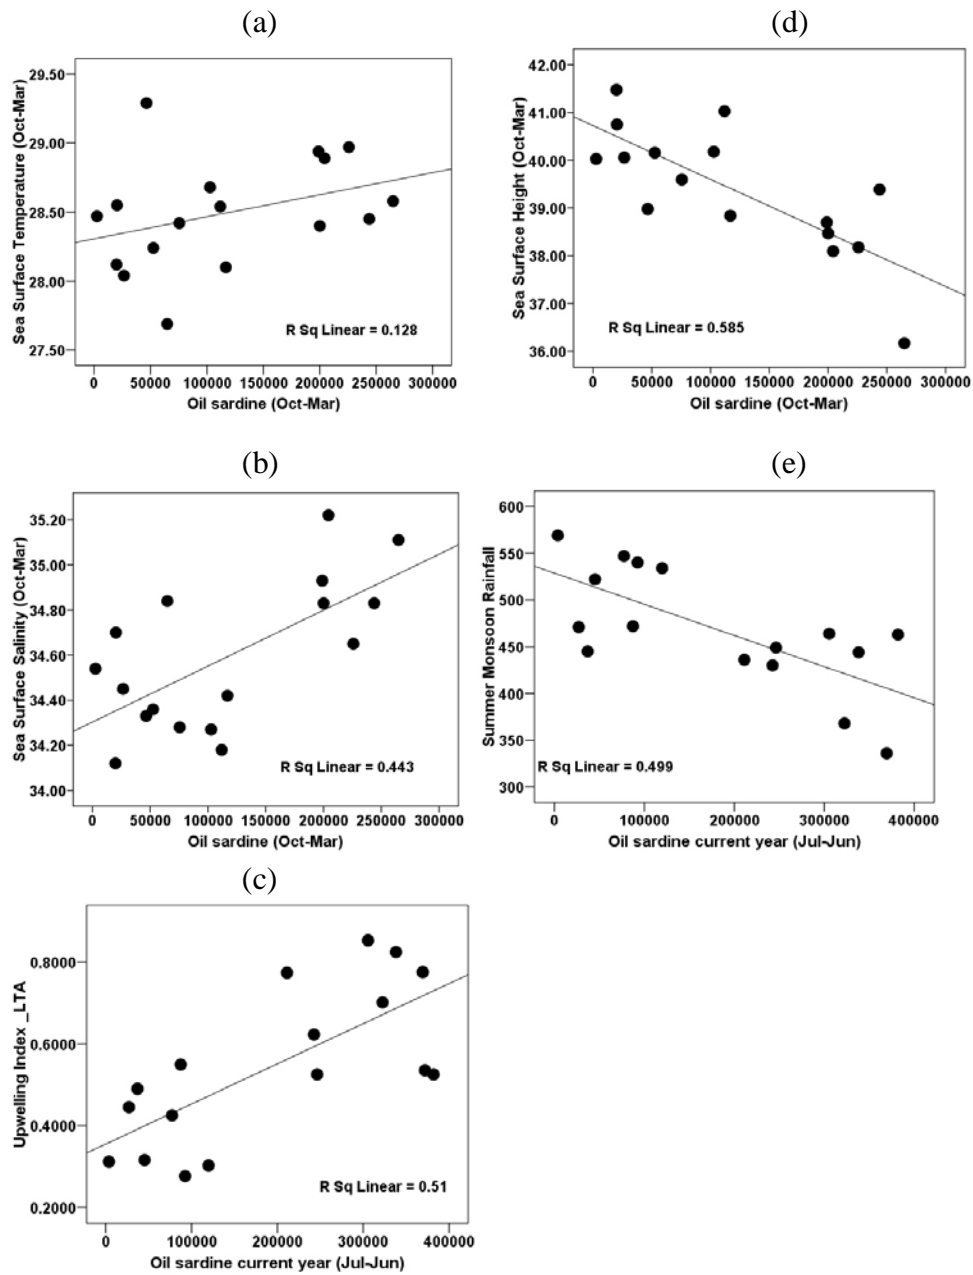 (a)
29.50
29.00
28.50
28.00
27.50
Sea Surface Temperature (Oct-Mar)
R Sq Linear = 0.128
0 50000 100000 150000 200000 250000 300000
Oil sardine (Oct-Mar)
(d)
42.00
41.00
40.00
39.00
38.00
37.00
36.00
Sea Surface Height (Oct-Mar)
R Sq Linear = 0.585
0 50000 100000 150000 200000 250000 300000
Oil sardine (Oct-Mar)
(b)
35.20
35.00
34.80
34.60
34.40
34.20
34.00
Sea Surface Salinity (Oct-Mar)
R Sq Linear = 0.443
0 50000 100000 150000 200000 250000 300000
Oil sardine (Oct-Mar)
(e)
600
550
500
450
400
350
300
Summer Monsoon Rainfall
R Sq Linear = 0.499
0 100000 200000 300000 400000
Oil sardine current year (Jul-Jun)
(c)
0.8000
0.6000
0.4000
0.2000
Upwelling Index _LTA
R Sq Linear = 0.51
0 100000 200000 300000 400000
Oil sardine current year (Jul-Jun)